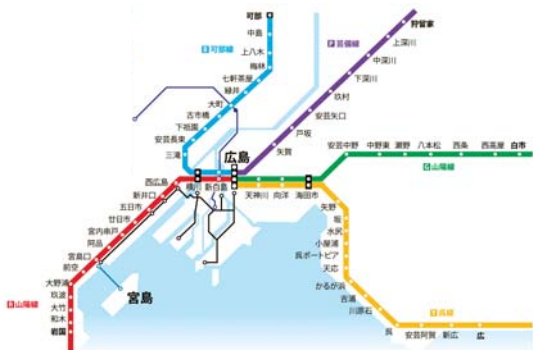 可部
中島
上八木
梅林
七軒茶屋
緑井
大町
古市橋
下祇園
安芸長束
三滝
B 可部線
P 芸備線
狩留家
上深川
中深川
下深川
玖村
安芸矢口
戸坂
矢賀
広島
横川
新白島
天神川
向洋
海田市
安芸中野
中野東
瀬野
八本松
西条
西高屋
白市
G 山陽線
西広島
新井口
五日市
廿日市
宮内串戸
阿品
宮島口
前空
大野浦
玖波
大竹
和木
岩国
R 山陽線
宮島
矢野
坂
水尻
小屋浦
呉ポートピア
天応
かるが浜
吉浦
川原石
呉
安芸阿賀
新広
広
Y 呉線